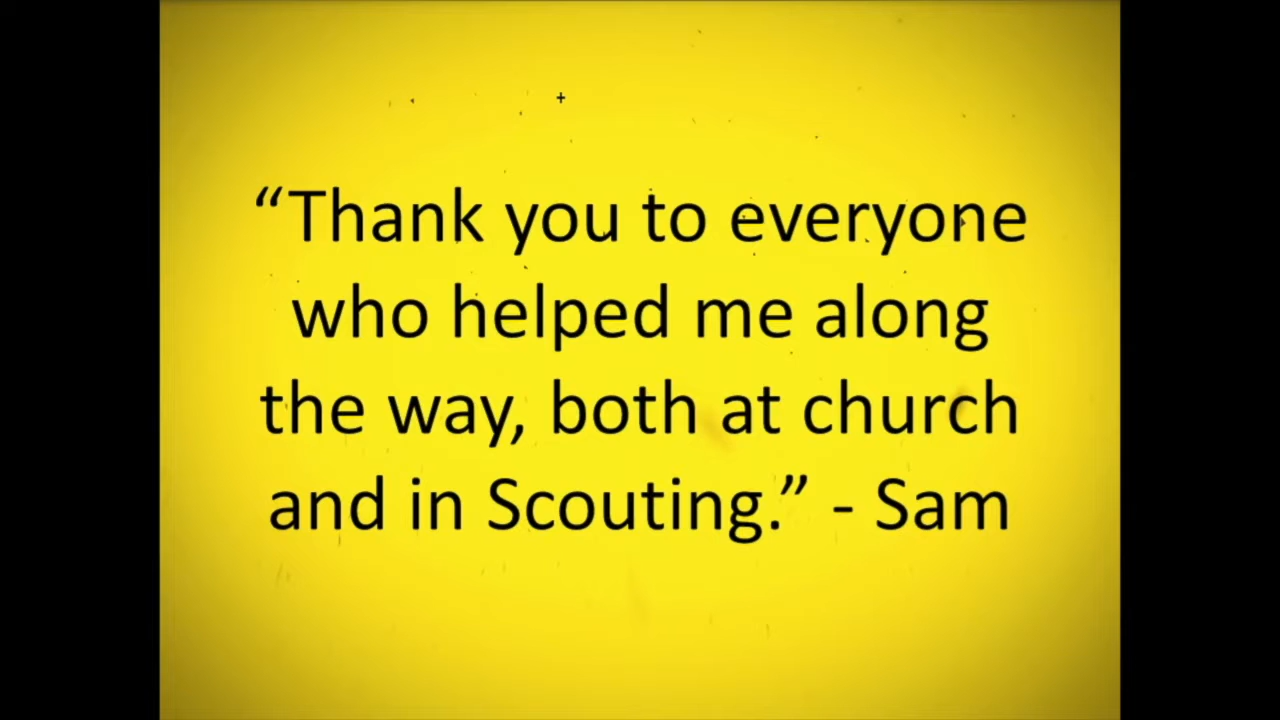 “Thank you to everyone
who helped me along
the way, both at church
and in Scouting.” - Sam